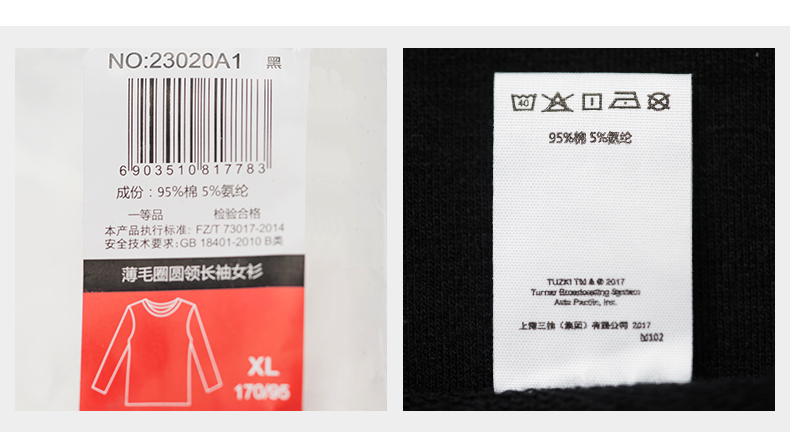 NO:23020A1 黑
6903510817783
成份：95%棉 5%氨纶
一等品 检验合格
本产品执行标准: FZ/T 73017-2014
安全技术要求:GB 18401-2010 B类
薄毛圈圆领长袖女衫
XL
170/95
40
95%棉 5%氨纶
TUZKI TM & © 2017
Turner Broadcasting System
Asia Pacific, Inc.
上海三枪（集团）有限公司 2017
M102